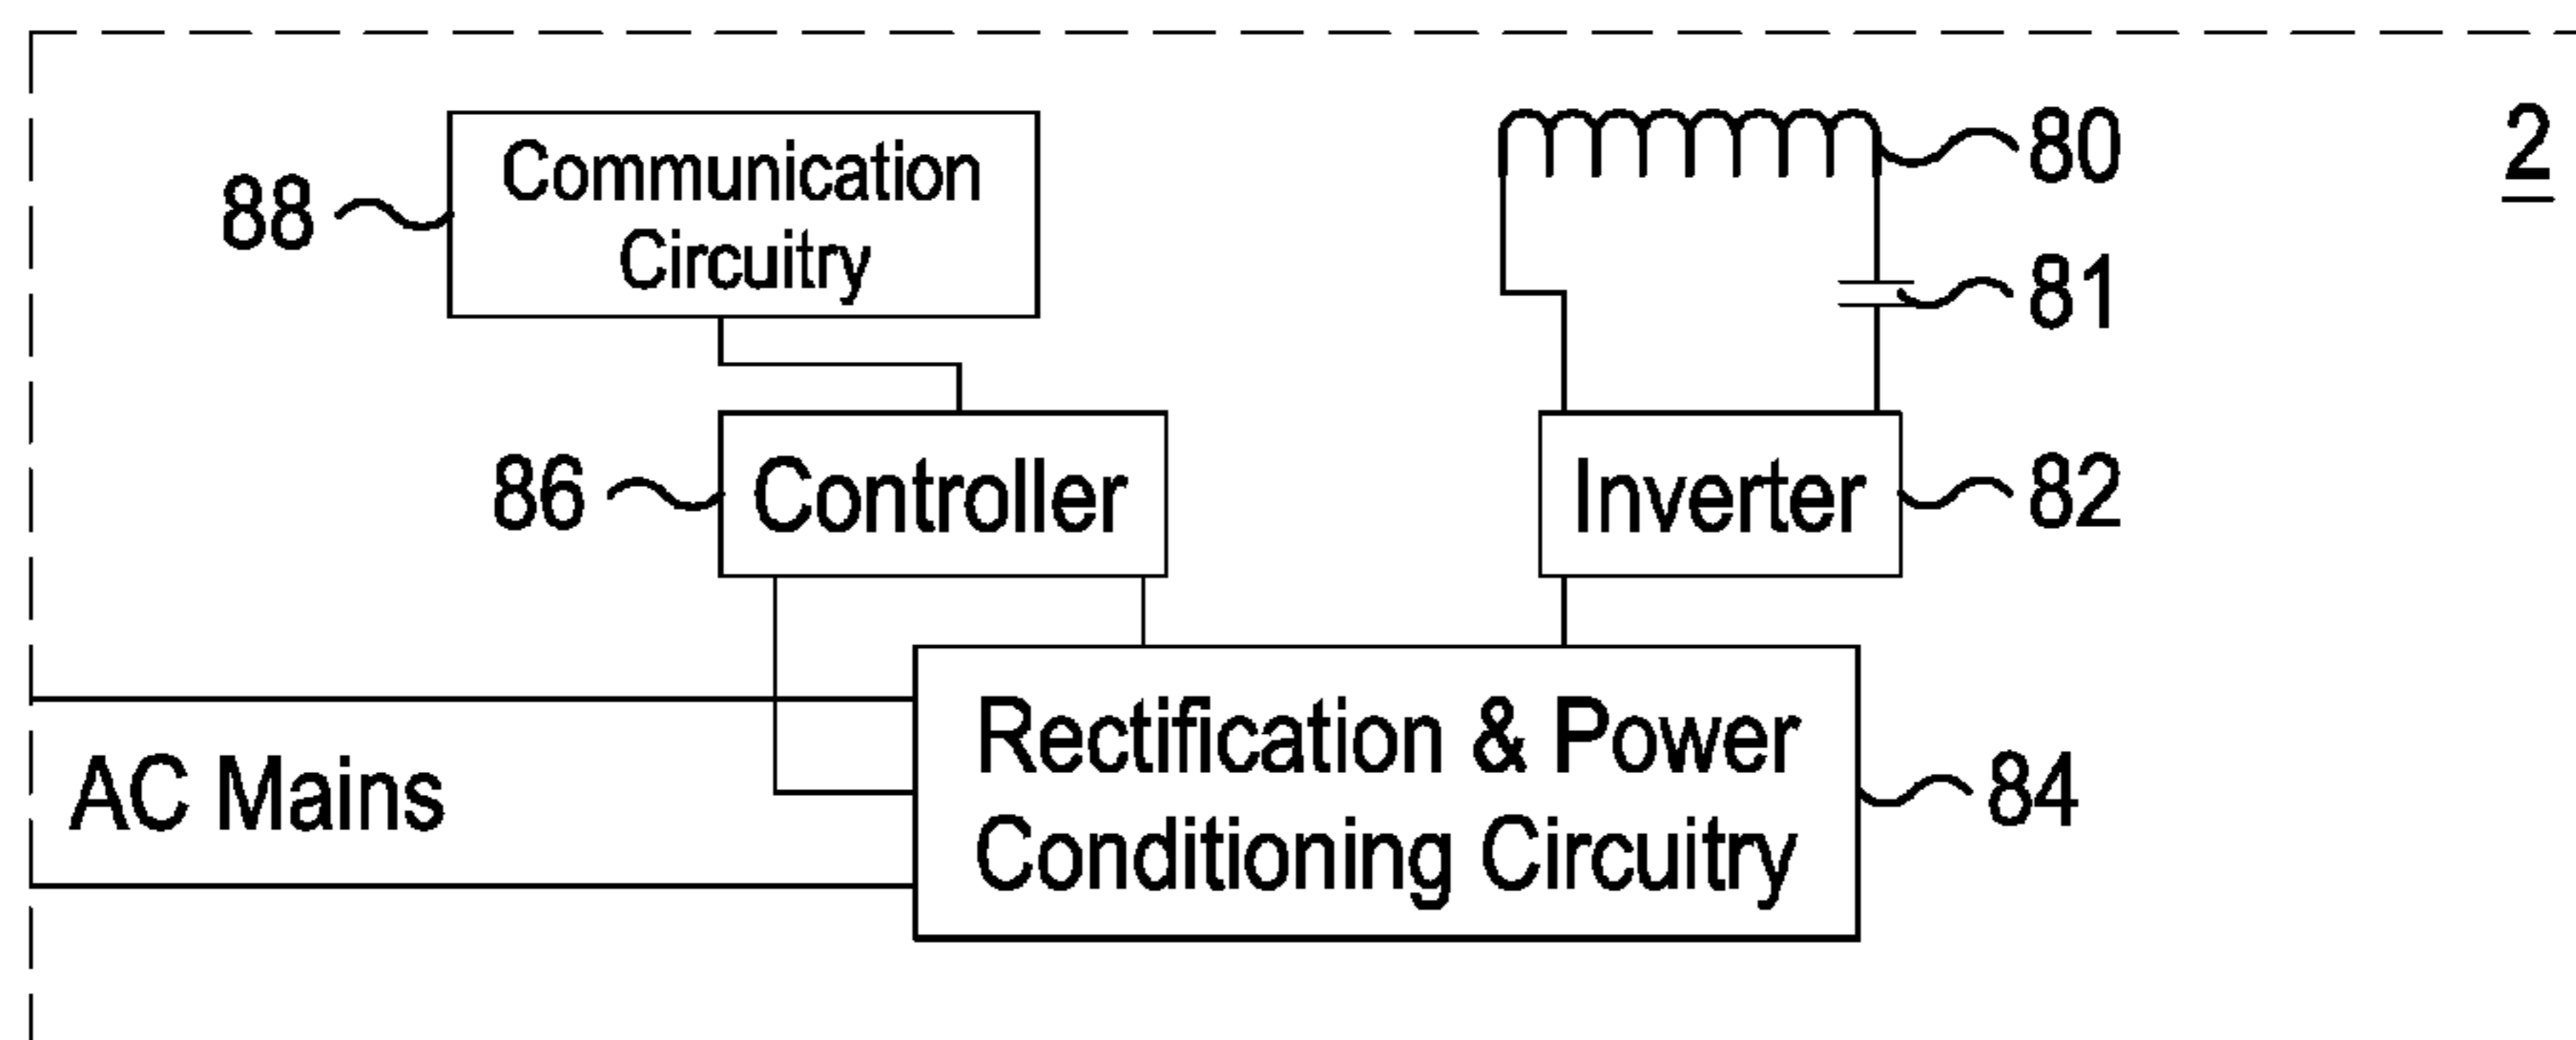 2
80
Communication
Circuitry
88
81
86
Controller
Inverter
82
Rectification & Power
AC Mains
84
Conditioning Circuitry